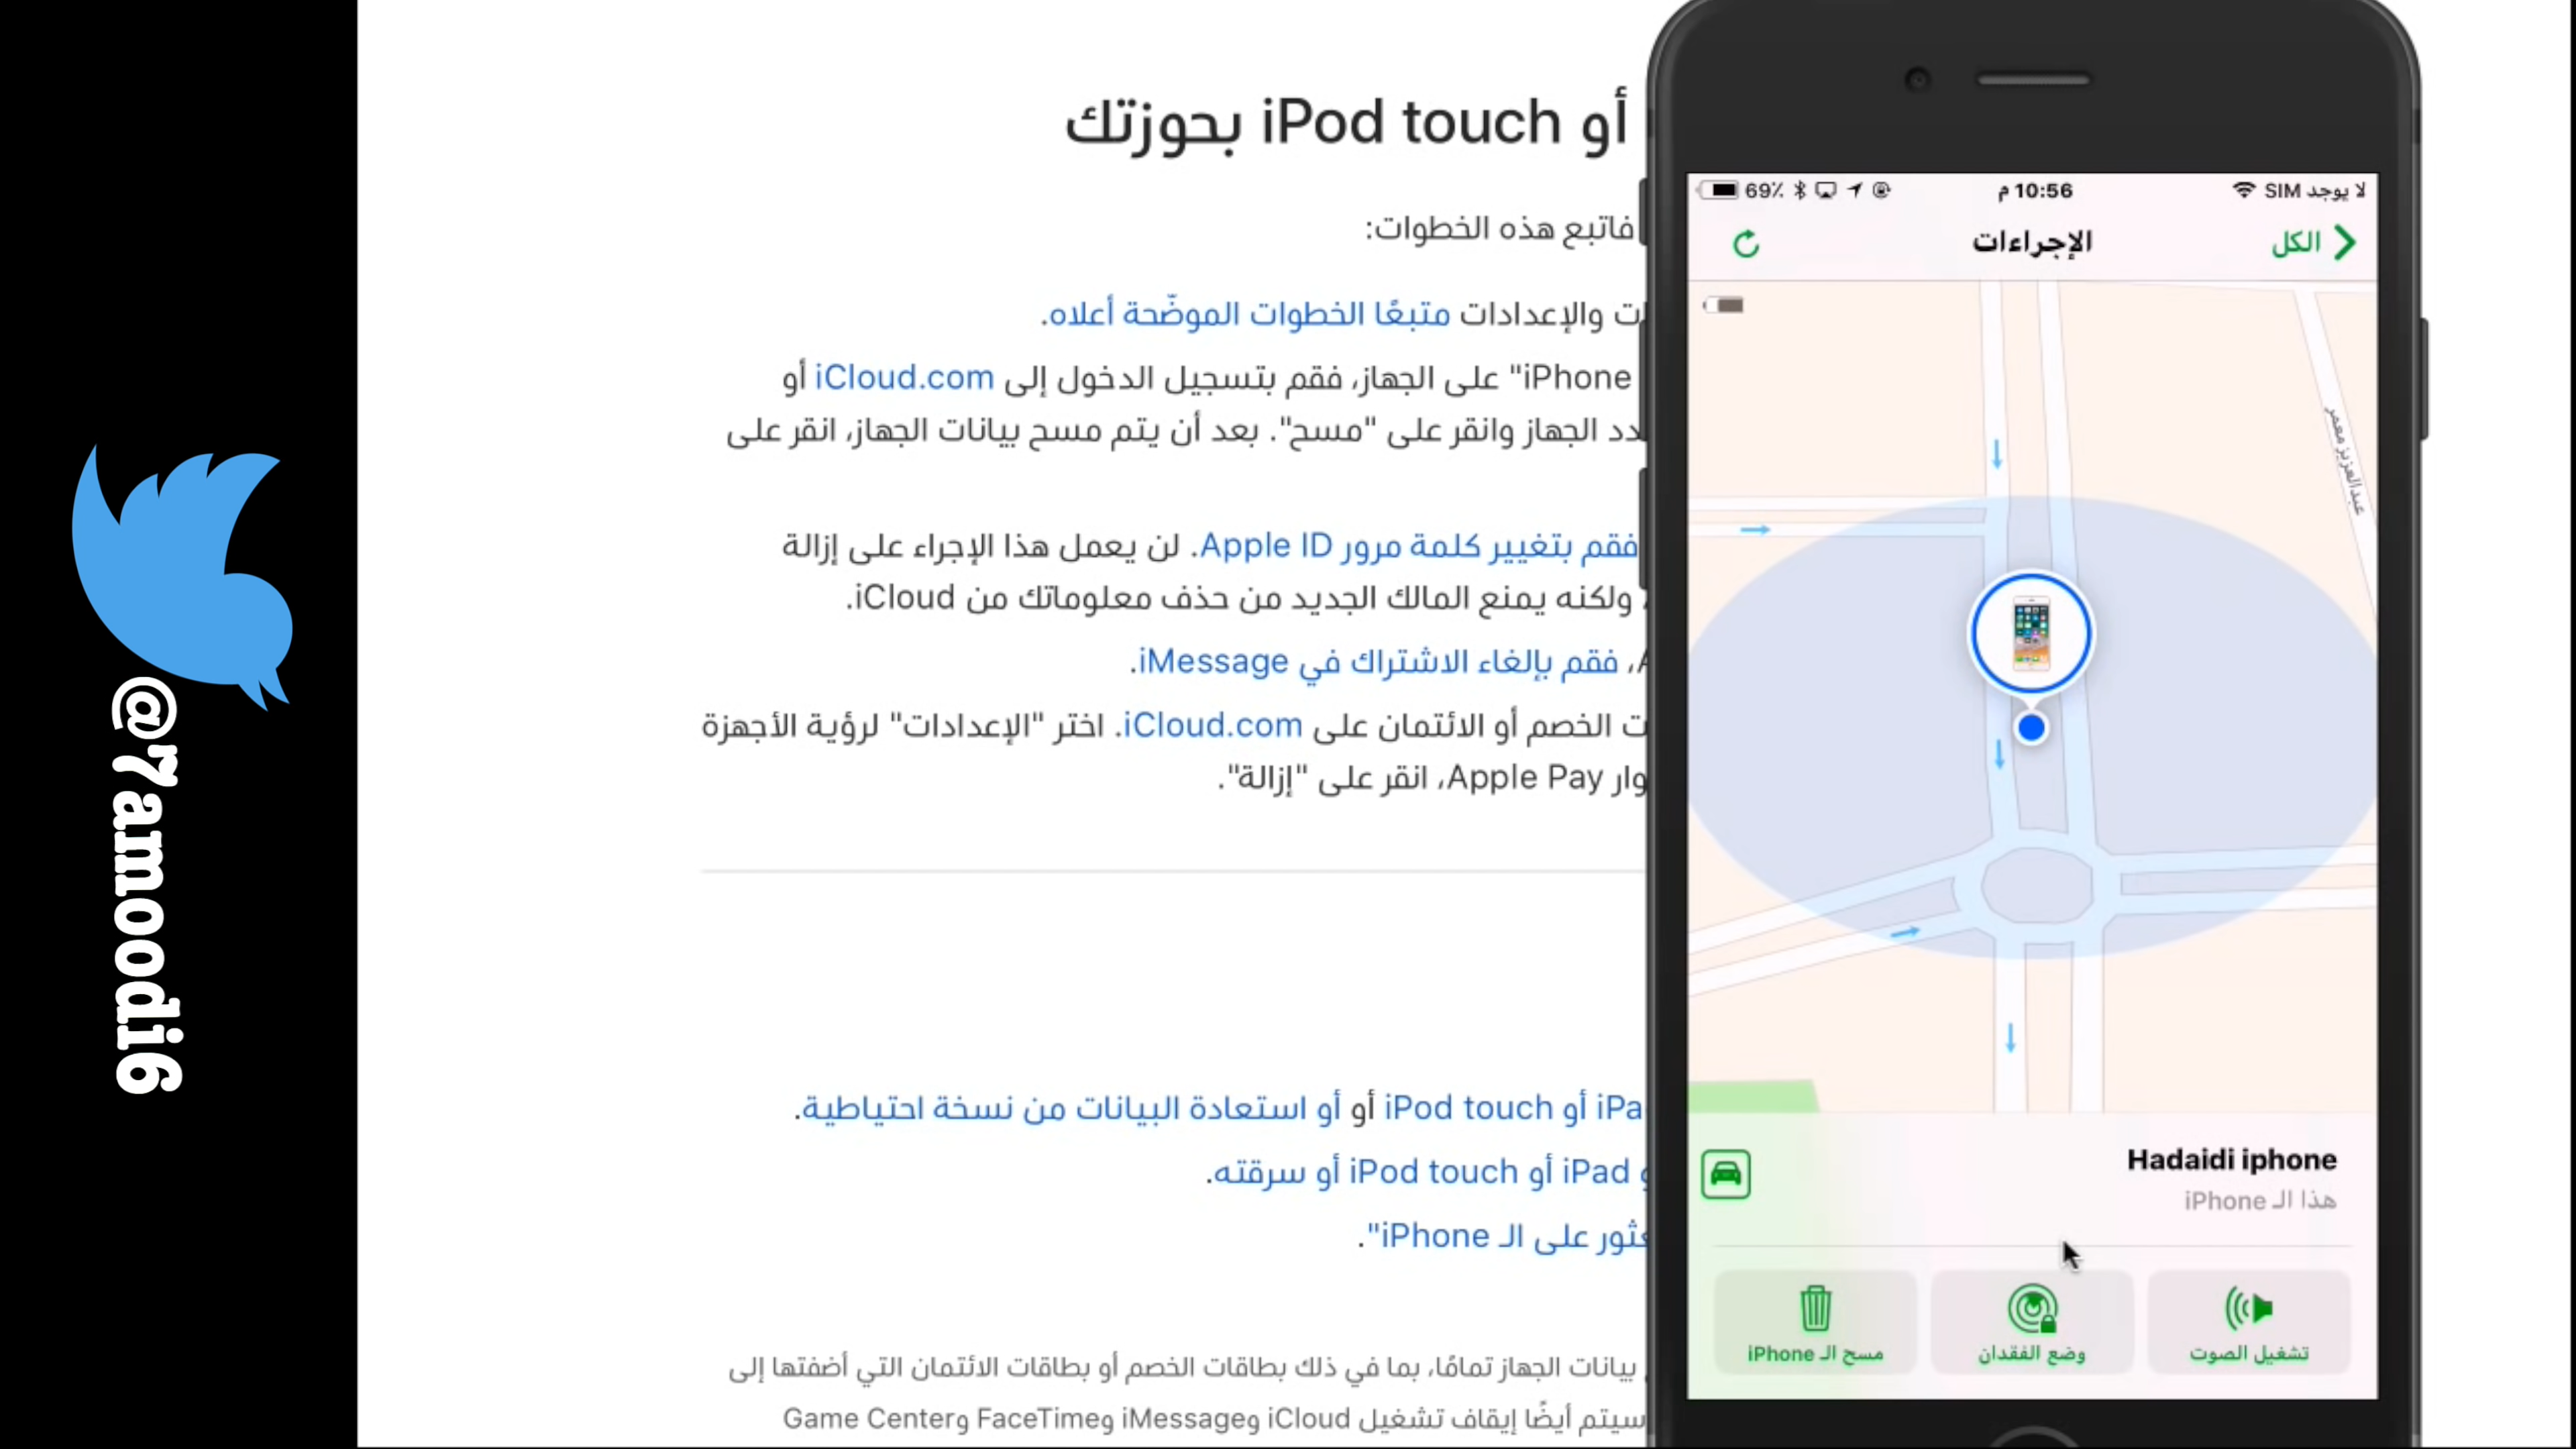 @7amoodi6
أو iPod touch بحوزتك
فاتبع هذه الخطوات:
ت والإعدادات متبعًا الخطوات الموضّحة أعلاه.
iPhone" على الجهاز، فقم بتسجيل الدخول إلى iCloud.com أو
دد الجهاز وانقر على "مسح". بعد أن يتم مسح بيانات الجهاز، انقر على
فقم بتغيير كلمة مرور Apple ID. لن يعمل هذا الإجراء على إزالة
، ولكنه يمنع المالك الجديد من حذف معلوماتك من iCloud.
، فقم بإلغاء الاشتراك في iMessage.
ت الخصم أو الائتمان على iCloud.com. اختر "الإعدادات" لرؤية الأجهزة
وار Apple Pay، انقر على "إزالة".
iPa أو iPod touch أو أو استعادة البيانات من نسخة احتياطية.
و iPad أو iPod touch أو سرقته.
عثور على الـ iPhone".
بيانات الجهاز تمامًا، بما في ذلك بطاقات الخصم أو بطاقات الائتمان التي أضفتها إلى
سيتم أيضًا إيقاف تشغيل iCloud وiMessage وFaceTime وGame Center
لا يوجد SIM 10:56 م 69٪
الكل الإجراءات
عبدالعزيز معمر
Hadaidi iphone
هذا الـ iPhone
تشغيل الصوت وضع الفقدان مسح الـ iPhone